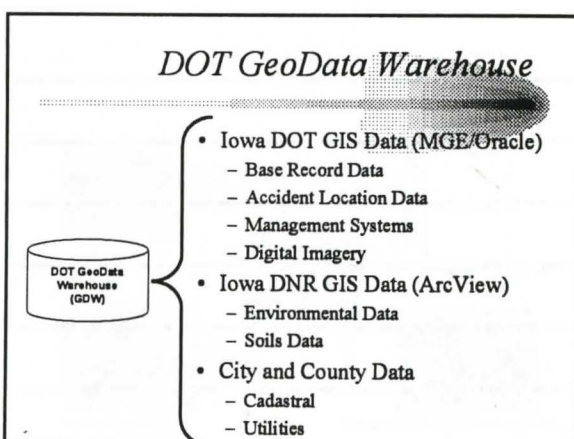 DOT GeoData Warehouse
• Iowa DOT GIS Data (MGE/Oracle)
– Base Record Data
– Accident Location Data
– Management Systems
– Digital Imagery
DOT GeoData
Warehouse
(GDW)
• Iowa DNR GIS Data (ArcView)
– Environmental Data
– Soils Data
• City and County Data
– Cadastral
– Utilities